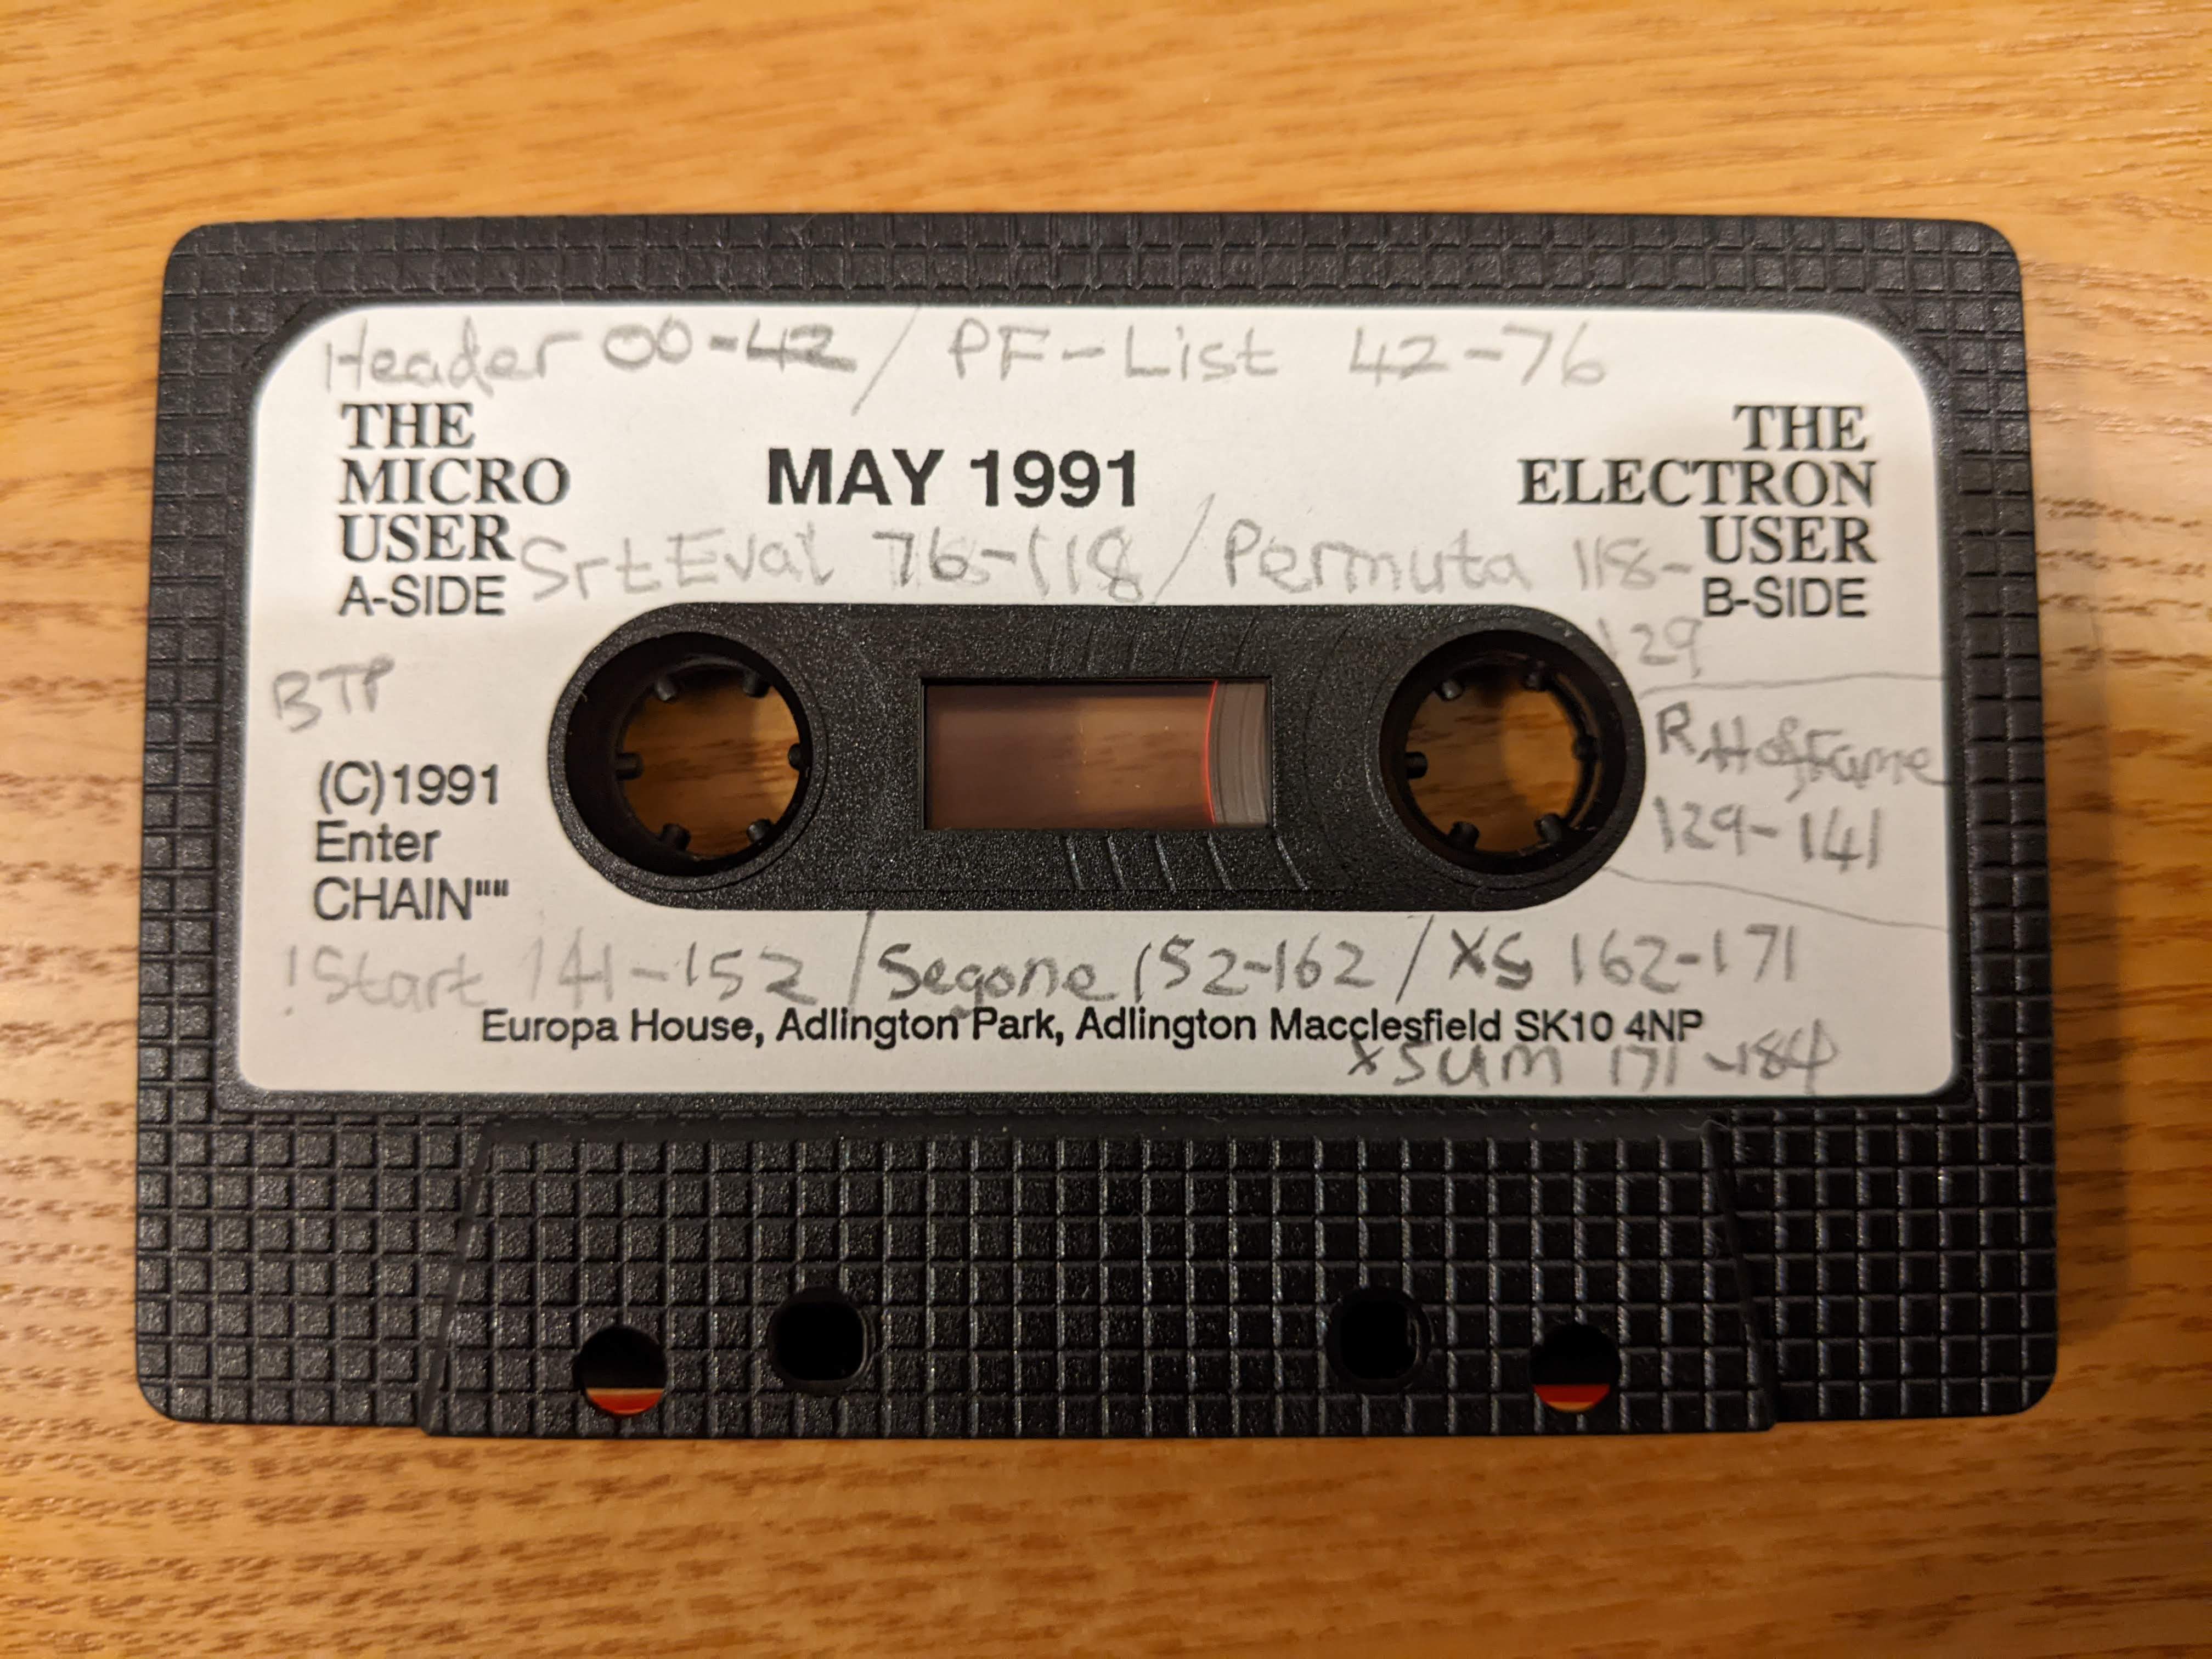 Header 00-42 / PF-List 42-76
THE MICRO USER A-SIDE
MAY 1991
THE ELECTRON USER B-SIDE
SrtEval 76-118 / Permuta 118-129
BTP
R.HofFame 129-141
(C)1991
Enter
CHAIN""
!Start 141-152 / Segone 152-162 / XS 162-171
Europa House, Adlington Park, Adlington Macclesfield SK10 4NP
XSum 171-184